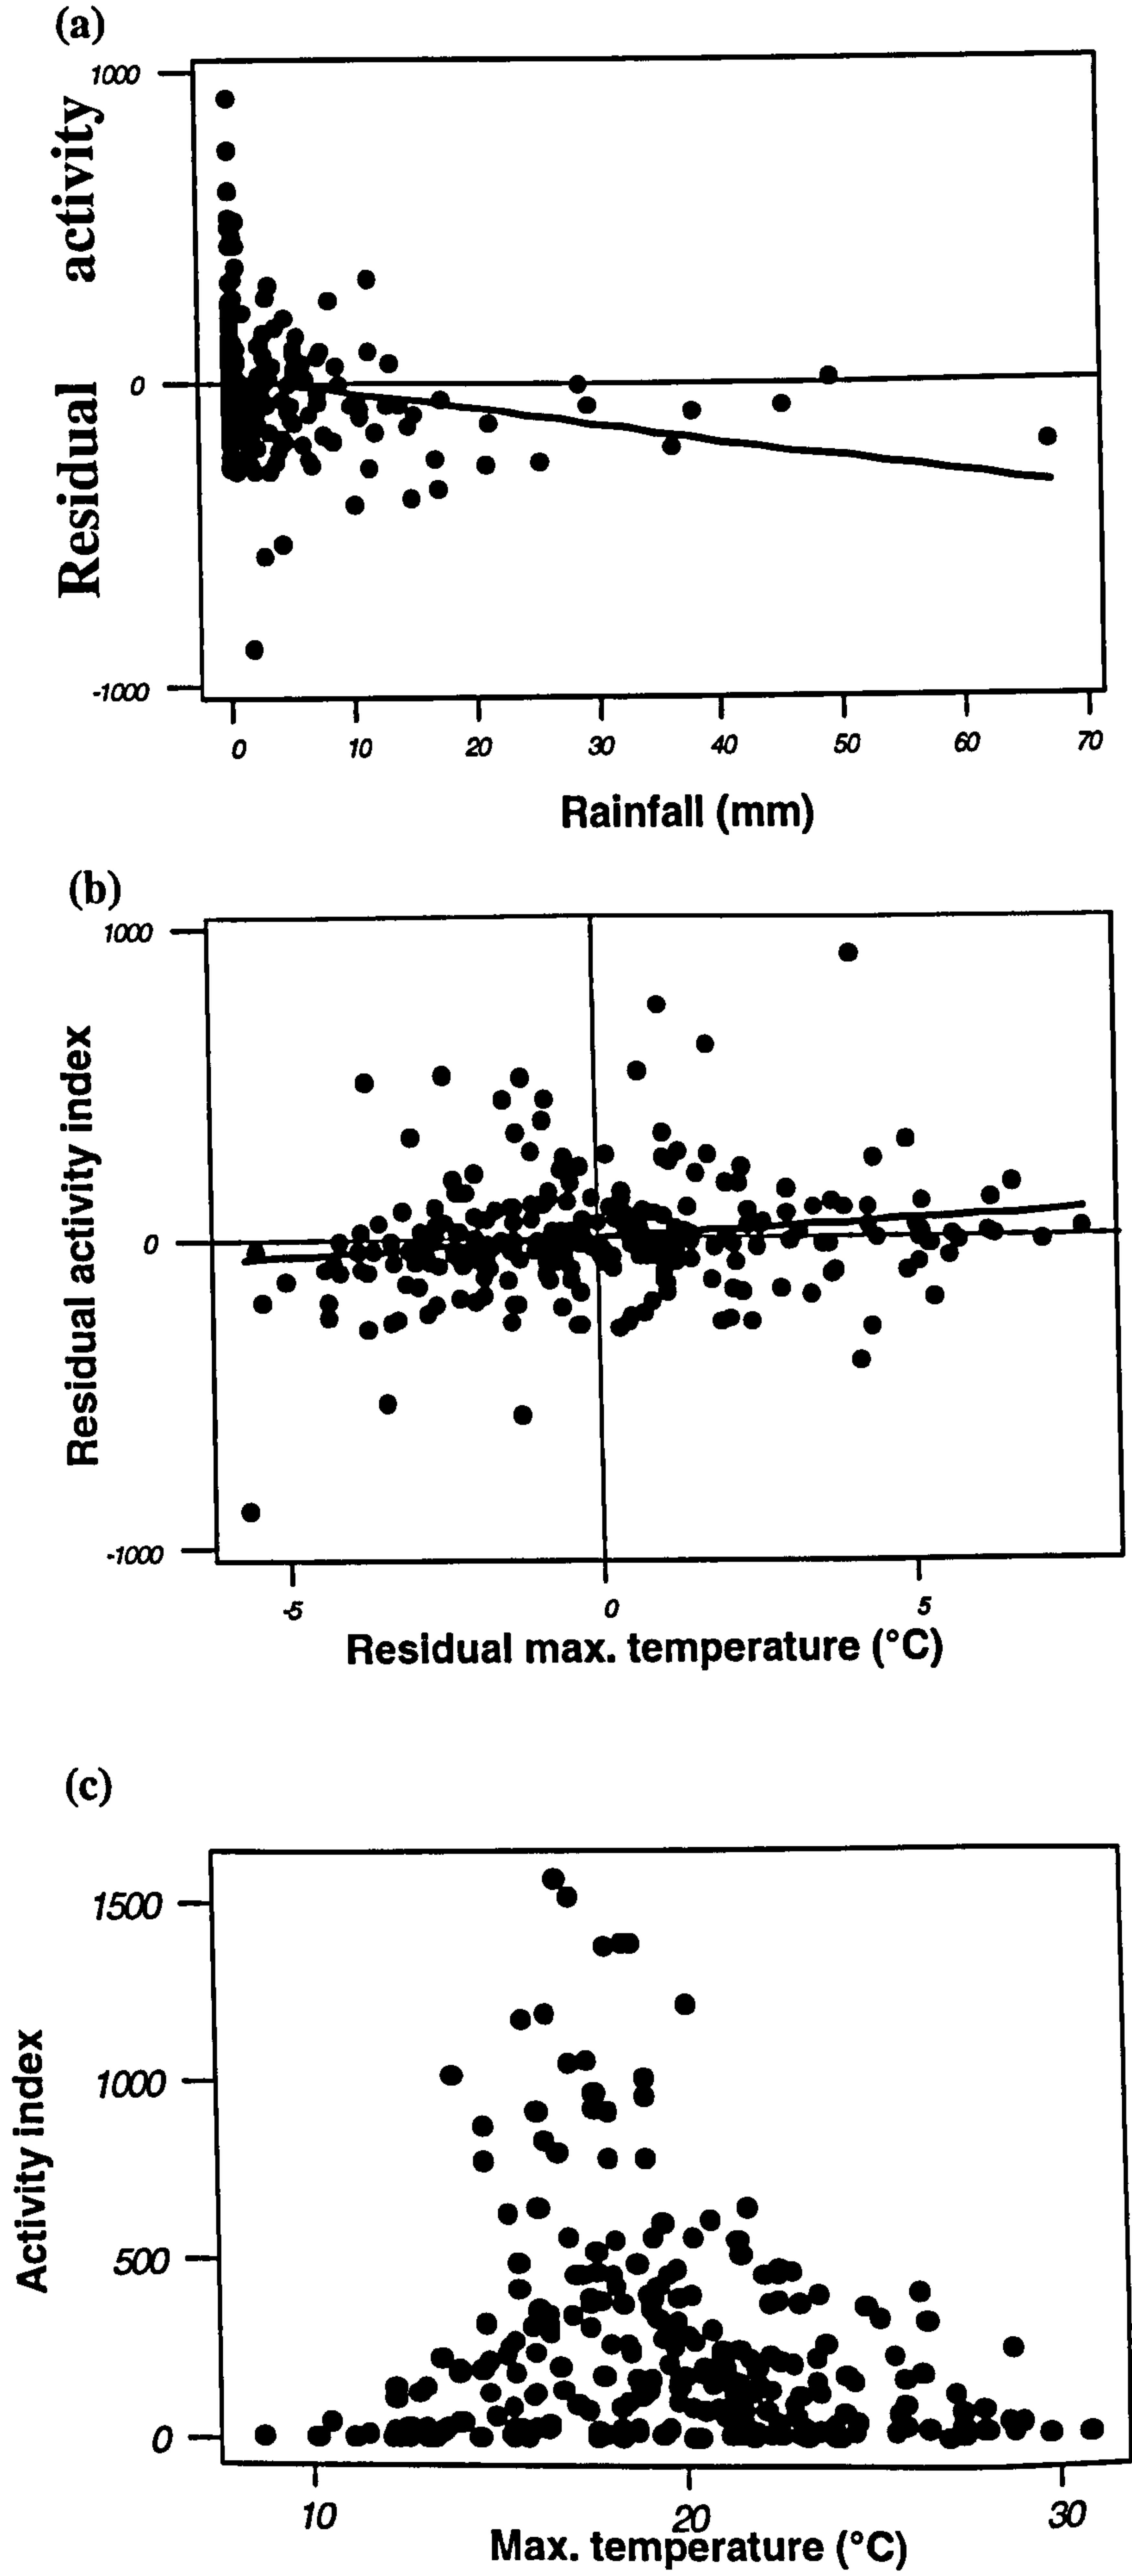 (a)
Residual activity
1000
0
-1000
0 10 20 30 40 50 60 70
Rainfall (mm)
(b)
Residual activity index
1000
0
-1000
-5 0 5
Residual max. temperature (°C)
(c)
Activity index
1500
1000
500
0
10 20 30
Max. temperature (°C)